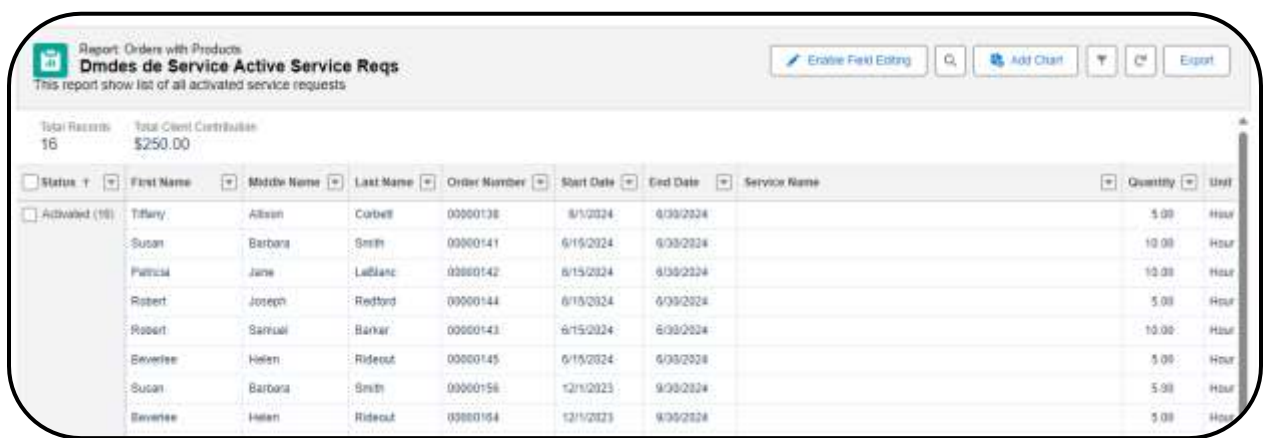 Report: Orders with Products
Dmdes de Service Active Service Reqs
This report show list of all activated service requests
Enable Field Editing Add Chart Export
Total Records Total Client Contribution
16 $250.00
Status ↑ First Name Middle Name Last Name Order Number Start Date End Date Service Name Quantity Unit
Activated (16) Tiffany Allison Corbett 00000138 6/1/2024 6/30/2024 5.00 Hour
Susan Barbara Smith 00000141 6/15/2024 6/30/2024 10.00 Hour
Patricia Jane LaBlanc 00000142 6/15/2024 6/30/2024 10.00 Hour
Robert Joseph Redford 00000144 6/15/2024 6/30/2024 5.00 Hour
Robert Samuel Barker 00000143 6/15/2024 6/30/2024 10.00 Hour
Beverlee Helen Rideout 00000145 6/15/2024 5.00 Hour
Susan Barbara Smith 00000156 12/1/2023 9/30/2024 5.00 Hour
Beverlee Helen Rideout 00000164 12/1/2023 9/30/2024 5.00 Hour